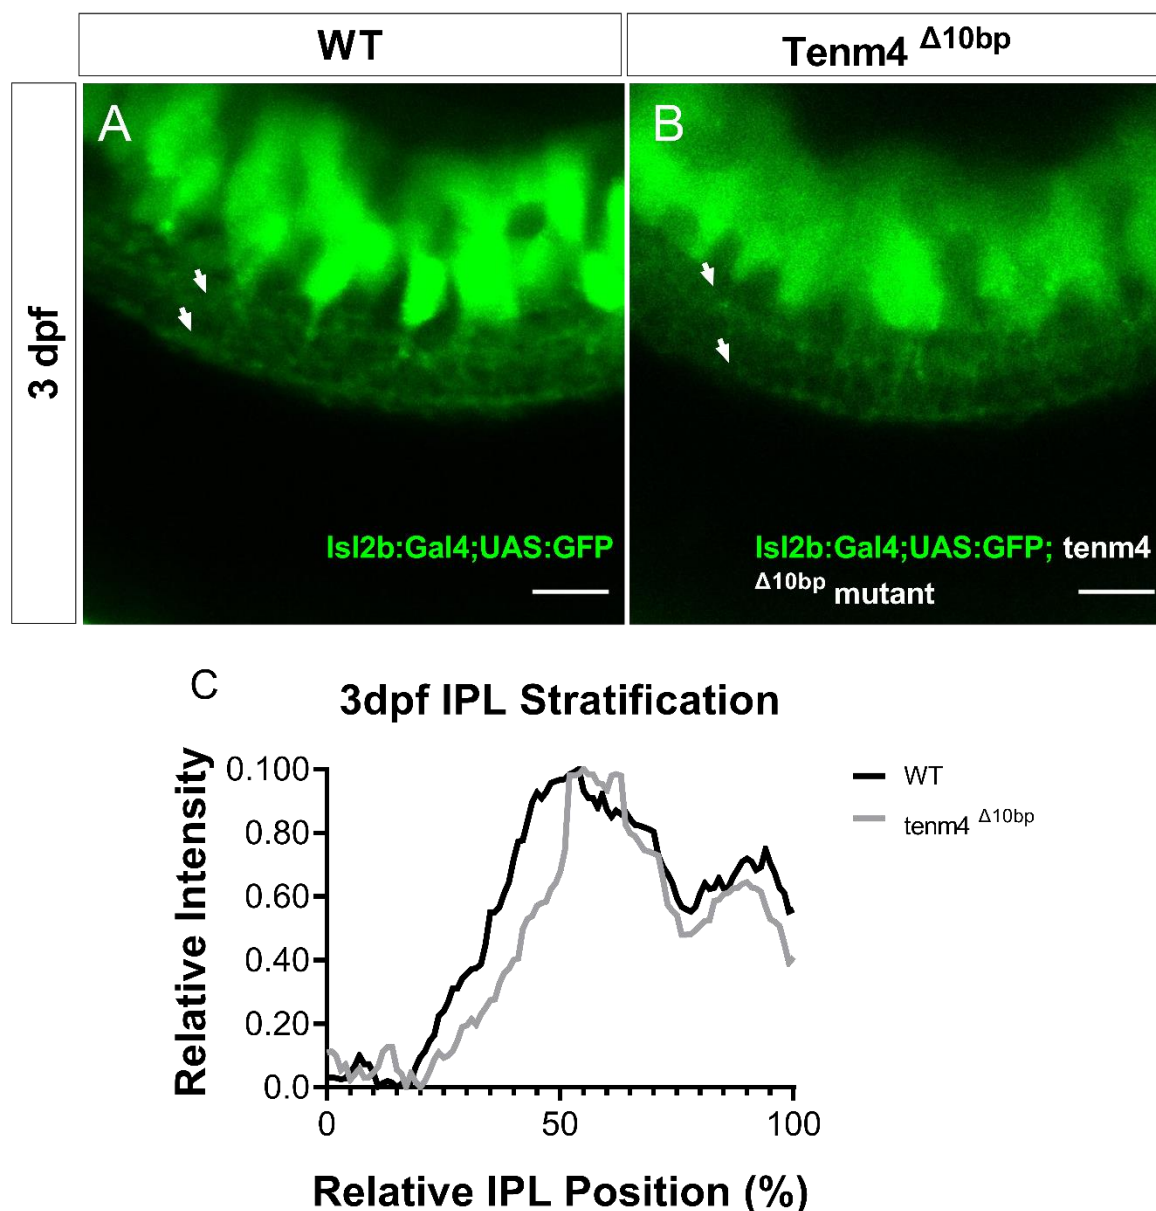 WT
Tenm4 Δ10bp
3 dpf
A
B
Isl2b:Gal4;UAS:GFP
Isl2b:Gal4;UAS:GFP; tenm4
Δ10bp mutant
C
3dpf IPL Stratification
Relative Intensity
0.100
0.80
0.60
0.40
0.20
0.0
0
50
100
Relative IPL Position (%)
WT
tenm4 Δ10bp